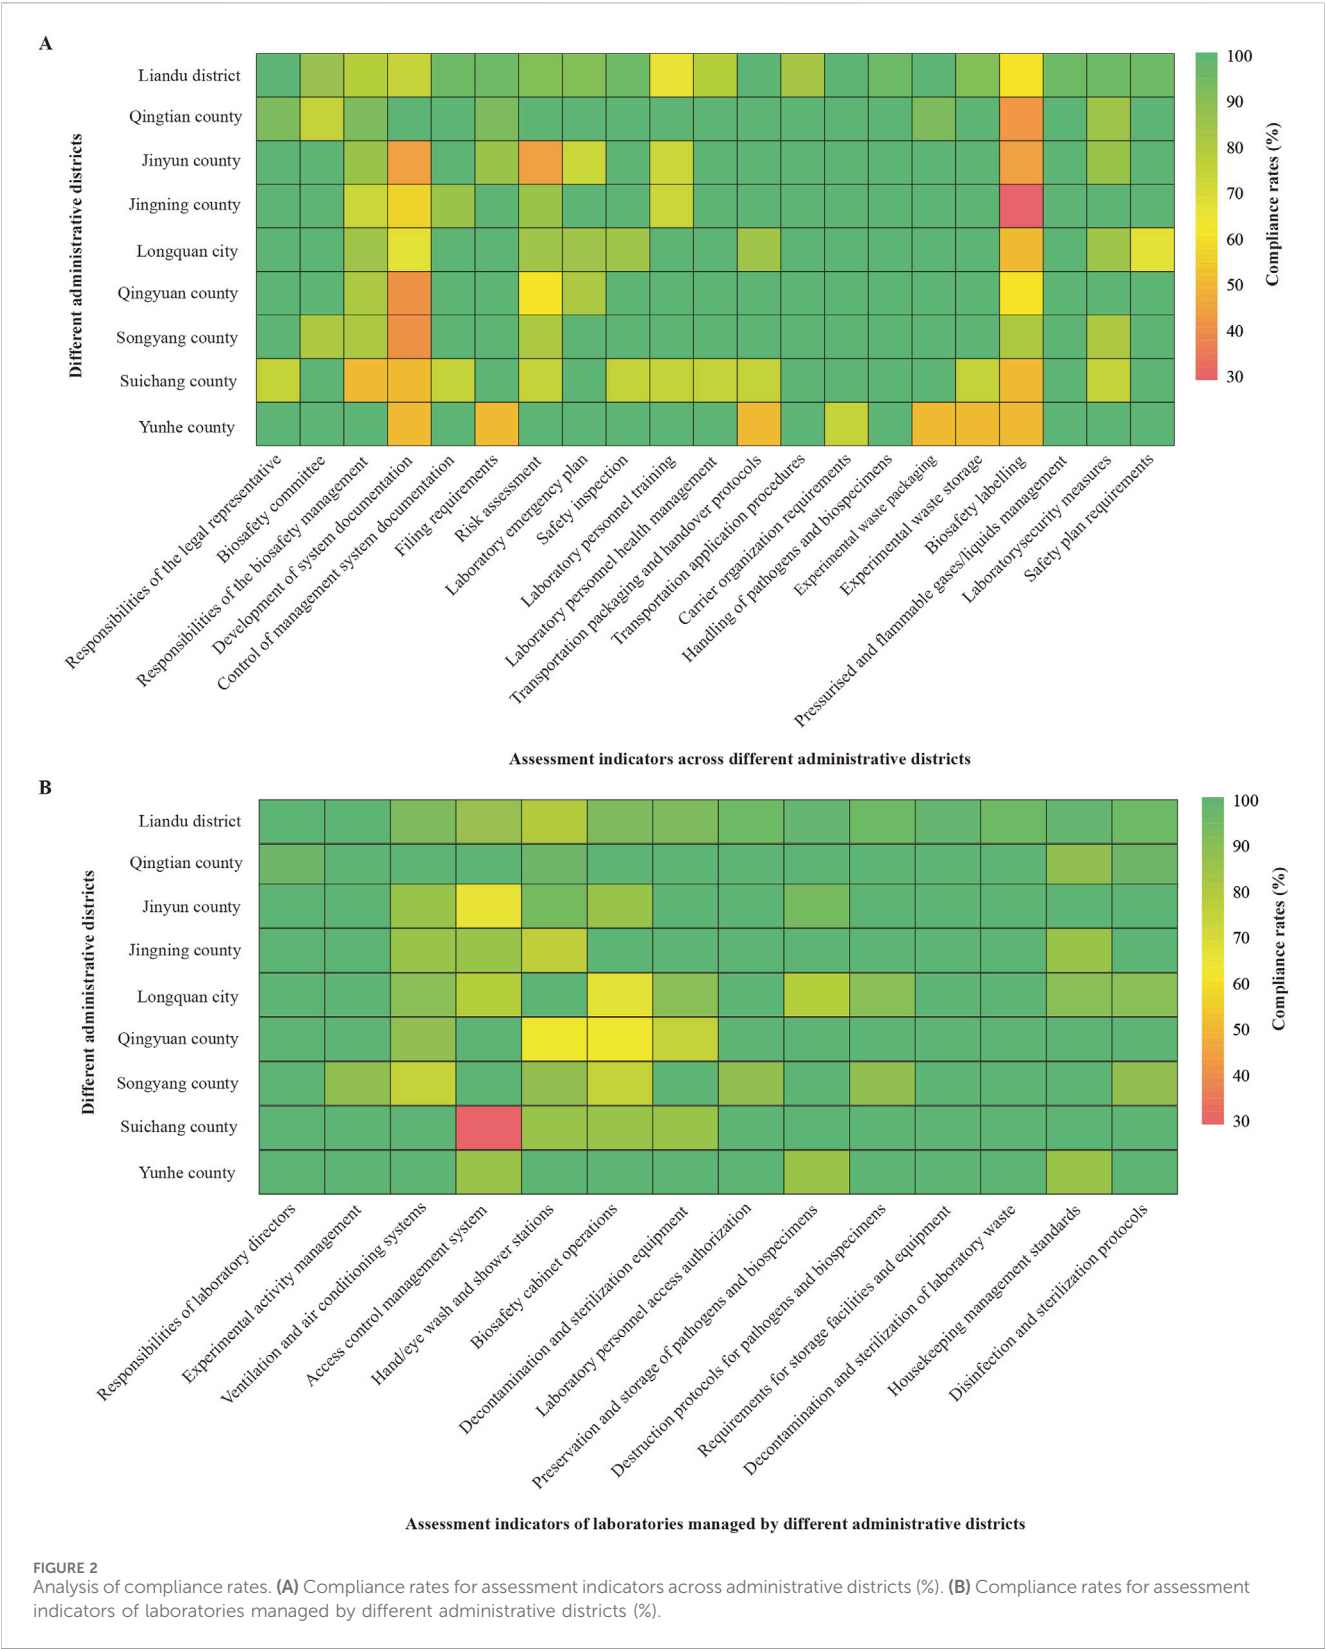 A
Liandu district
Qingtian county
Jinyun county
Jingning county
Longquan city
Qingyuan county
Songyang county
Suichang county
Yunhe county
Different administrative districts
100
90
80
70
60
50
40
30
Compliance rates (%)
Responsibilities of the legal representative
Biosafety committee
Responsibilities of the biosafety management
Development of system documentation
Control of management system documentation
Filing requirements
Risk assessment
Laboratory emergency plan
Safety inspection
Laboratory personnel training
Laboratory personnel health management
Transportation packaging and handover protocols
Transportation application procedures
Carrier organization requirements
Handling of pathogens and biospecimens
Experimental waste packaging
Experimental waste storage
Biosafety labelling
Pressurised and flammable gases/liquids management
Laboratorysecurity measures
Safety plan requirements
Assessment indicators across different administrative districts
B
Liandu district
Qingtian county
Jinyun county
Jingning county
Longquan city
Qingyuan county
Songyang county
Suichang county
Yunhe county
Different administrative districts
100
90
80
70
60
50
40
30
Compliance rates (%)
Responsibilities of laboratory directors
Experimental activity management
Ventilation and air conditioning systems
Access control management system
Hand/eye wash and shower stations
Biosafety cabinet operations
Decontamination and sterilization equipment
Laboratory personnel access authorization
Preservation and storage of pathogens and biospecimens
Destruction protocols for pathogens and biospecimens
Requirements for storage facilities and equipment
Decontamination and sterilization of laboratory waste
Housekeeping management standards
Disinfection and sterilization protocols
Assessment indicators of laboratories managed by different administrative districts
FIGURE 2
Analysis of compliance rates. (A) Compliance rates for assessment indicators across administrative districts (%). (B) Compliance rates for assessment
indicators of laboratories managed by different administrative districts (%).